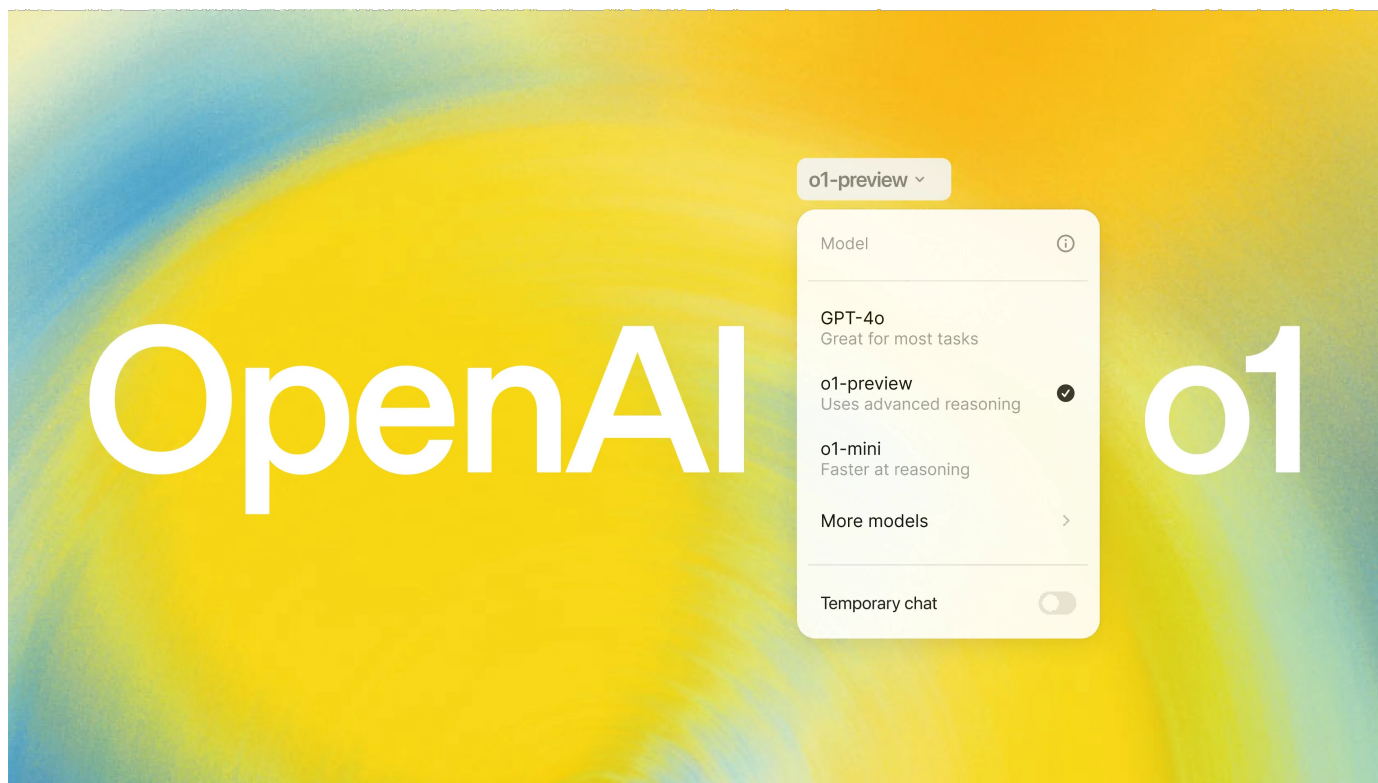 OpenAI
o1-preview
Model
GPT-4o
Great for most tasks
o1-preview
Uses advanced reasoning
o1-mini
Faster at reasoning
More models
Temporary chat
o1